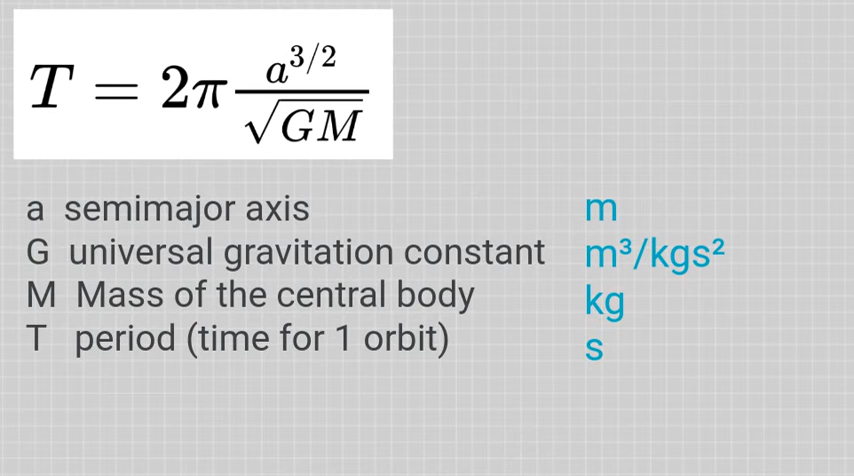 T = 2π a^{3/2} / √GM
a semimajor axis m
G universal gravitation constant m³/kgs²
M Mass of the central body kg
T period (time for 1 orbit) s